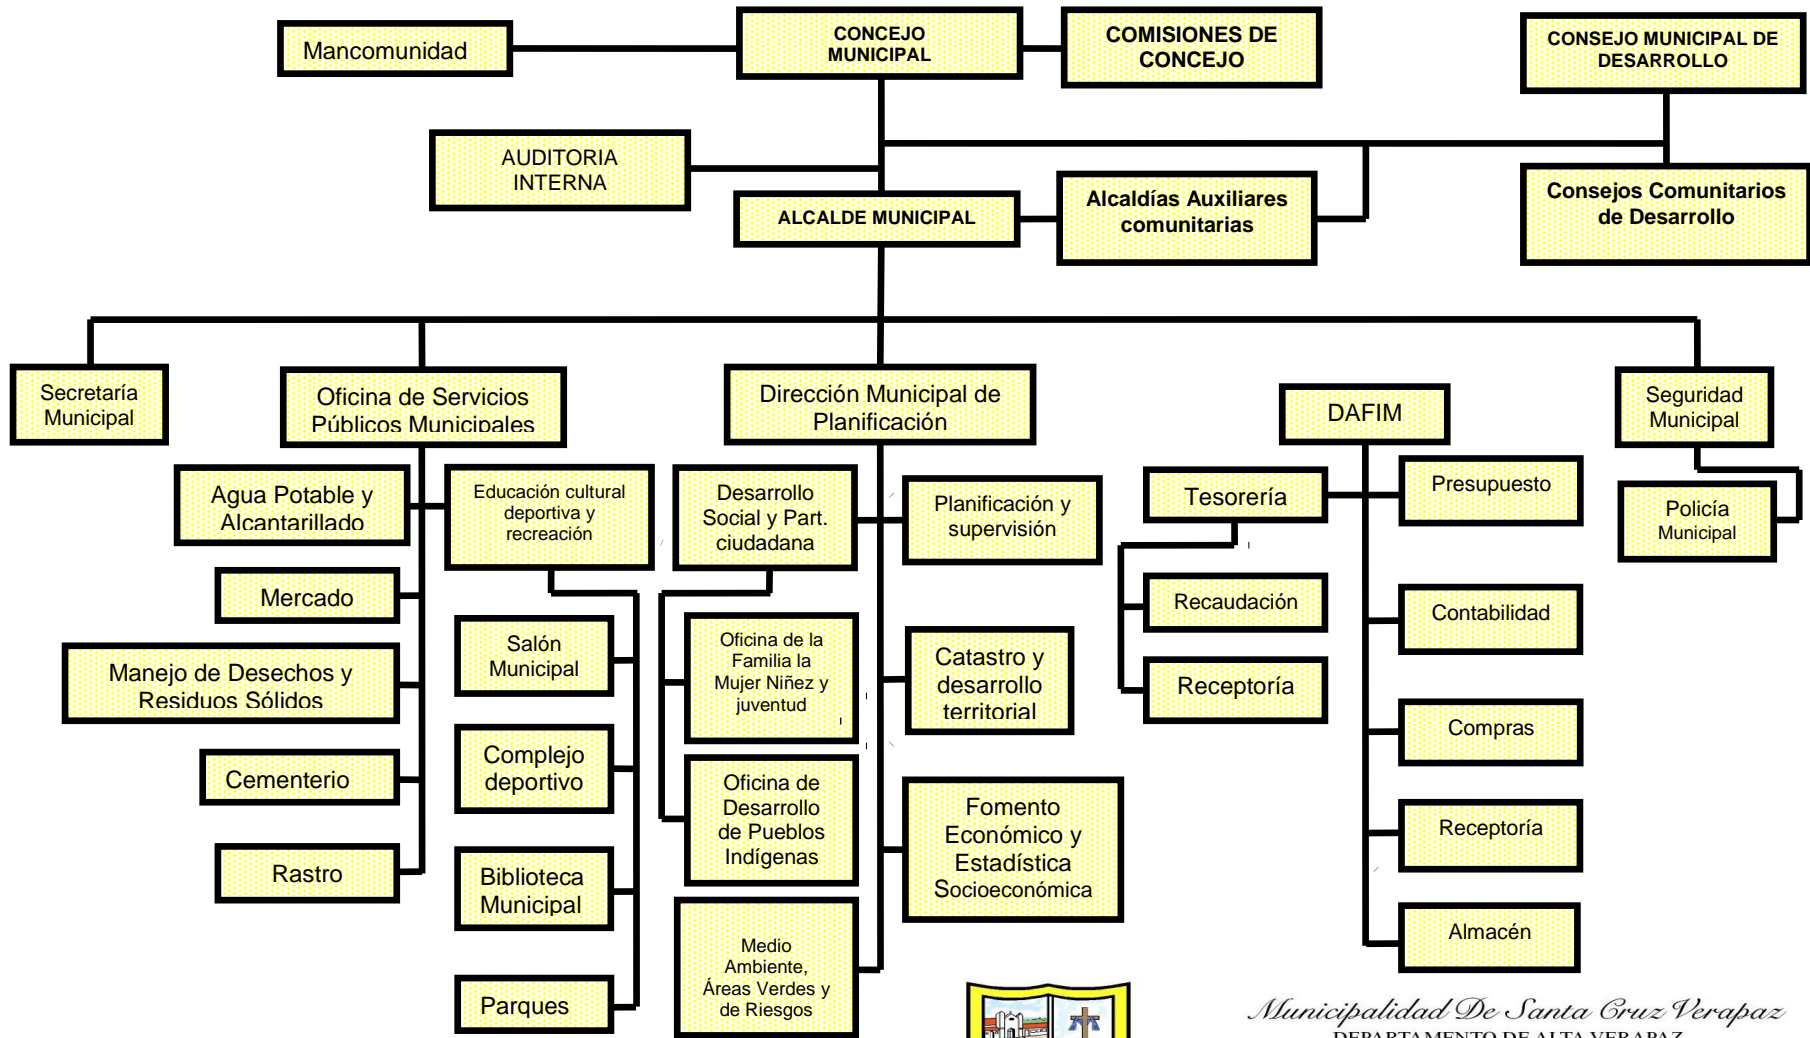 Mancomunidad
CONCEJO
MUNICIPAL
COMISIONES DE
CONCEJO
CONSEJO MUNICIPAL DE
DESARROLLO
AUDITORIA
INTERNA
ALCALDE MUNICIPAL
Alcaldías Auxiliares
comunitarias
Consejos Comunitarios
de Desarrollo
Secretaría
Municipal
Oficina de Servicios
Públicos Municipales
Dirección Municipal de
Planificación
DAFIM
Seguridad
Municipal
Agua Potable y
Alcantarillado
Mercado
Manejo de Desechos y
Residuos Sólidos
Cementerio
Rastro
Educación cultural
deportiva y
recreación
Salón
Municipal
Complejo
deportivo
Biblioteca
Municipal
Parques
Desarrollo
Social y Part.
ciudadana
Oficina de la
Familia la
Mujer Niñez y
juventud
Oficina de
Desarrollo
de Pueblos
Indígenas
Medio
Ambiente,
Áreas Verdes y
de Riesgos
Planificación y
supervisión
Catastro y
desarrollo
territorial
Fomento
Económico y
Estadística
Socioeconómica
Tesorería
Recaudación
Receptoría
Presupuesto
Contabilidad
Compras
Receptoría
Almacén
Policía
Municipal
Municipalidad De Santa Cruz Verapaz
DEPARTAMENTO DE ALTA VERAPAZ